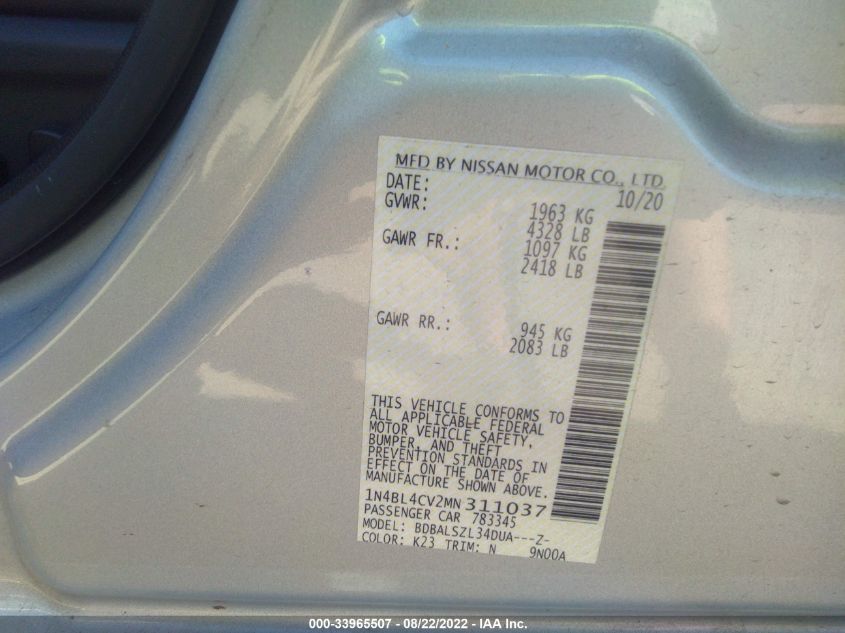 MFD BY NISSAN MOTOR CO., LTD.
DATE: 10/20
GVWR: 1963 KG
4328 LB
GAWR FR.: 1097 KG
2418 LB
GAWR RR.: 945 KG
2083 LB
THIS VEHICLE CONFORMS TO
ALL APPLICABLE FEDERAL
MOTOR VEHICLE SAFETY,
BUMPER, AND THEFT
PREVENTION STANDARDS IN
EFFECT ON THE DATE OF
MANUFACTURE SHOWN ABOVE.
1N4BL4CV2MN311037
PASSENGER CAR 783345
MODEL: BDBALSZL34DUA---Z-
COLOR: K23 TRIM: N 9N00A
000-33965507 - 08/22/2022 - IAA Inc.